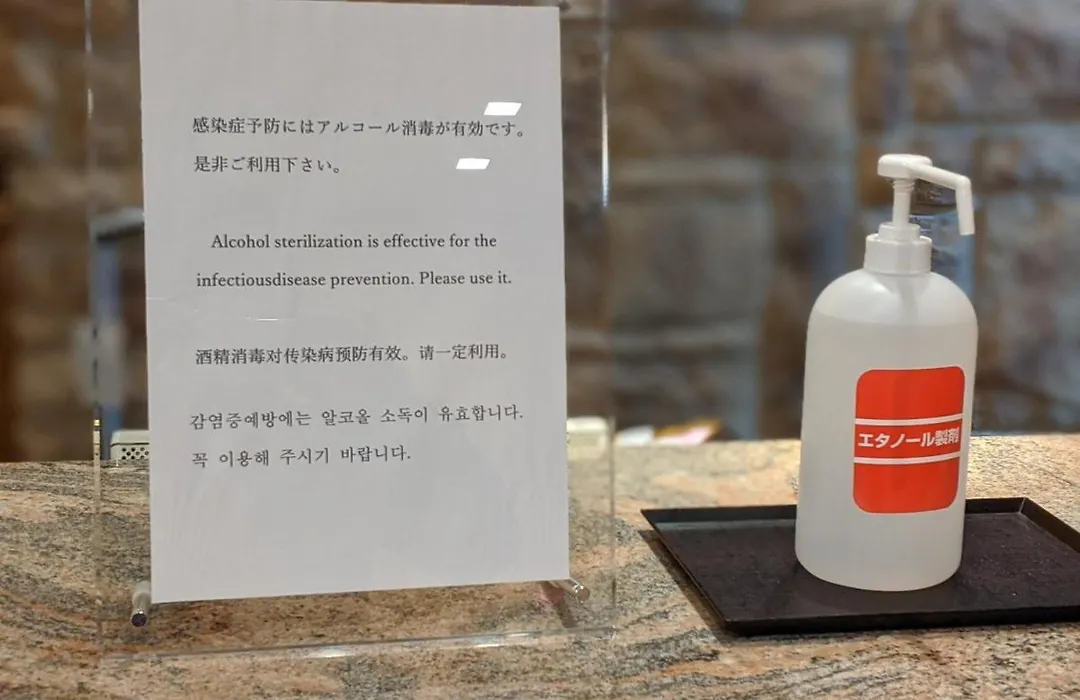 感染症予防にはアルコール消毒が有効です。
是非ご利用下さい。
Alcohol sterilization is effective for the
infectiousdisease prevention. Please use it.
酒精消毒对传染病预防有效。请一定利用。
감염중예방에는 알코올 소독이 유효합니다.
꼭 이용해 주시기 바랍니다.
エタノール製剤